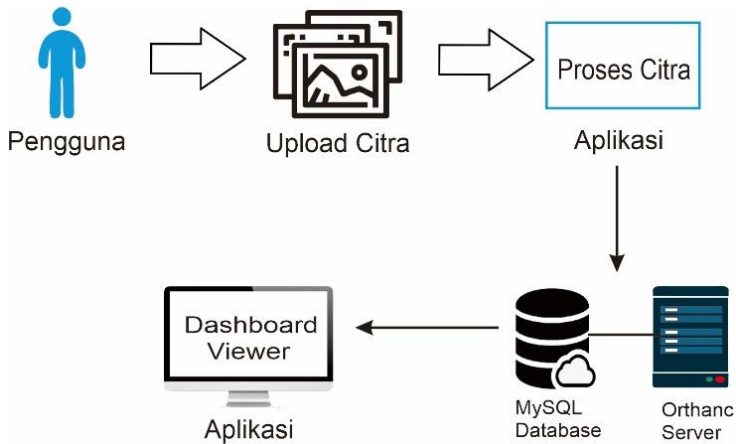 Pengguna
Upload Citra
Proses Citra
Aplikasi
Dashboard
Viewer
Aplikasi
MySQL
Database
Orthanc
Server